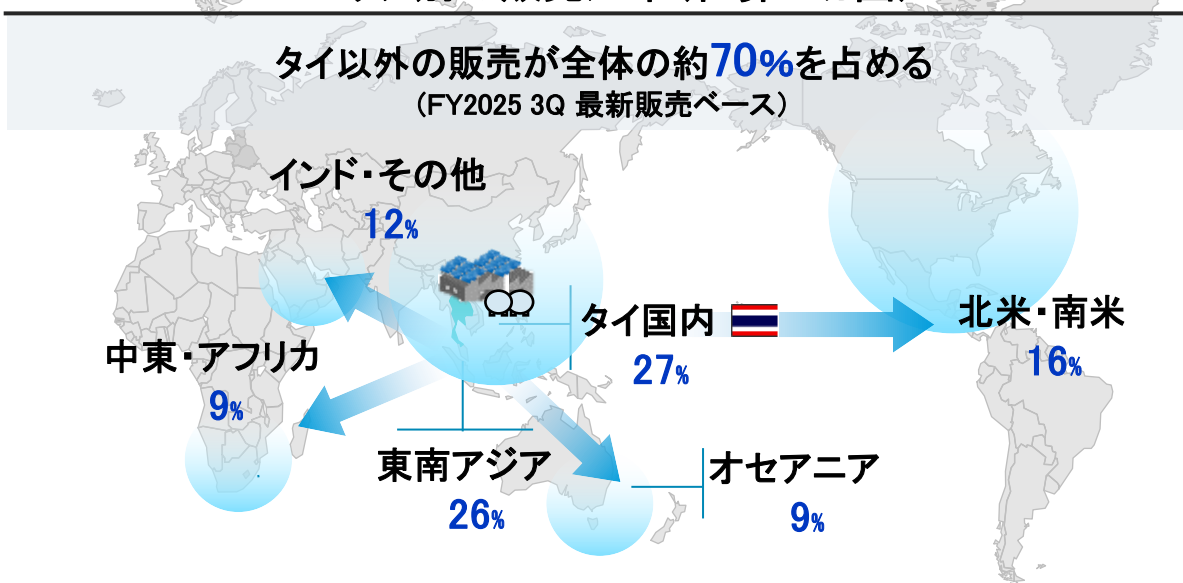 タイ以外の販売が全体の約70%を占める
(FY2025 3Q 最新販売ベース)
インド・その他
12%
タイ国内
27%
北米・南米
16%
中東・アフリカ
9%
東南アジア
26%
オセアニア
9%